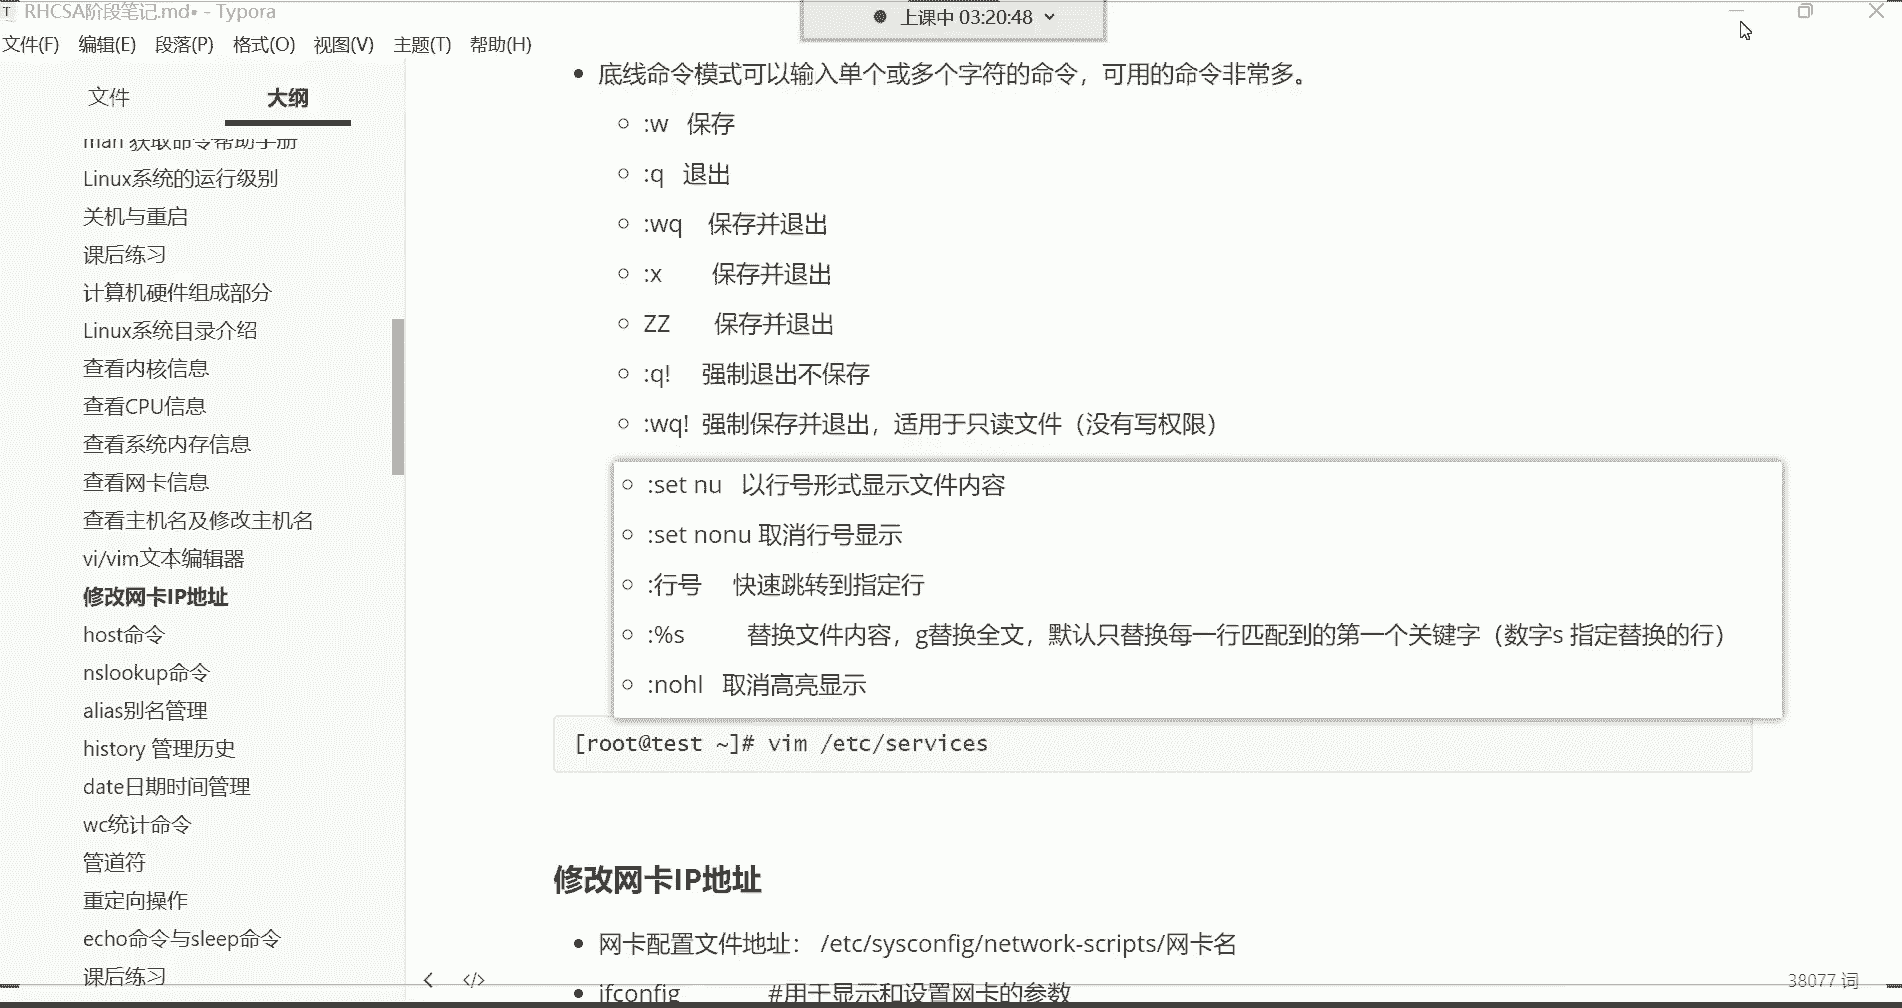 RHCSA阶段笔记.md• - Typora
上课中 03:20:48
文件(F) 编辑(E) 段落(P) 格式(O) 视图(V) 主题(T) 帮助(H)
文件 大纲
man 获取命令帮助手册
Linux系统的运行级别
关机与重启
课后练习
计算机硬件组成部分
Linux系统目录介绍
查看内核信息
查看CPU信息
查看系统内存信息
查看网卡信息
查看主机名及修改主机名
vi/vim文本编辑器
修改网卡IP地址
host命令
nslookup命令
alias别名管理
history 管理历史
date日期时间管理
wc统计命令
管道符
重定向操作
echo命令与sleep命令
课后练习
底线命令模式可以输入单个或多个字符的命令，可用的命令非常多。
:w 保存
:q 退出
:wq 保存并退出
:x 保存并退出
ZZ 保存并退出
:q! 强制退出不保存
:wq! 强制保存并退出，适用于只读文件（没有写权限）
:set nu 以行号形式显示文件内容
:set nonu 取消行号显示
:行号 快速跳转到指定行
:%s 替换文件内容，g替换全文，默认只替换每一行匹配到的第一个关键字（数字s 指定替换的行）
:nohl 取消高亮显示
[root@test ~]# vim /etc/services
修改网卡IP地址
网卡配置文件地址： /etc/sysconfig/network-scripts/网卡名
ifconfig #用于显示和设置网卡的参数
38077 词